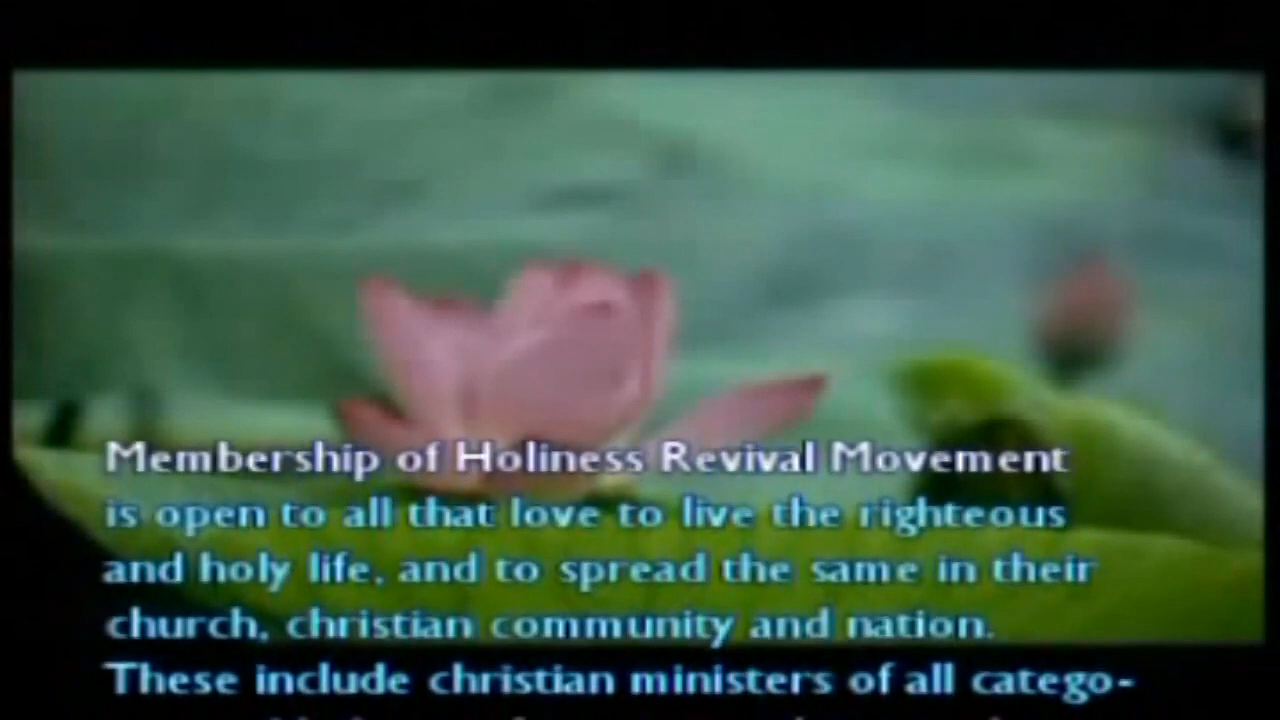 Membership of Holiness Revival Movement
is open to all that love to live the righteous
and holy life, and to spread the same in their
church, christian community and nation.
These include christian ministers of all catego-